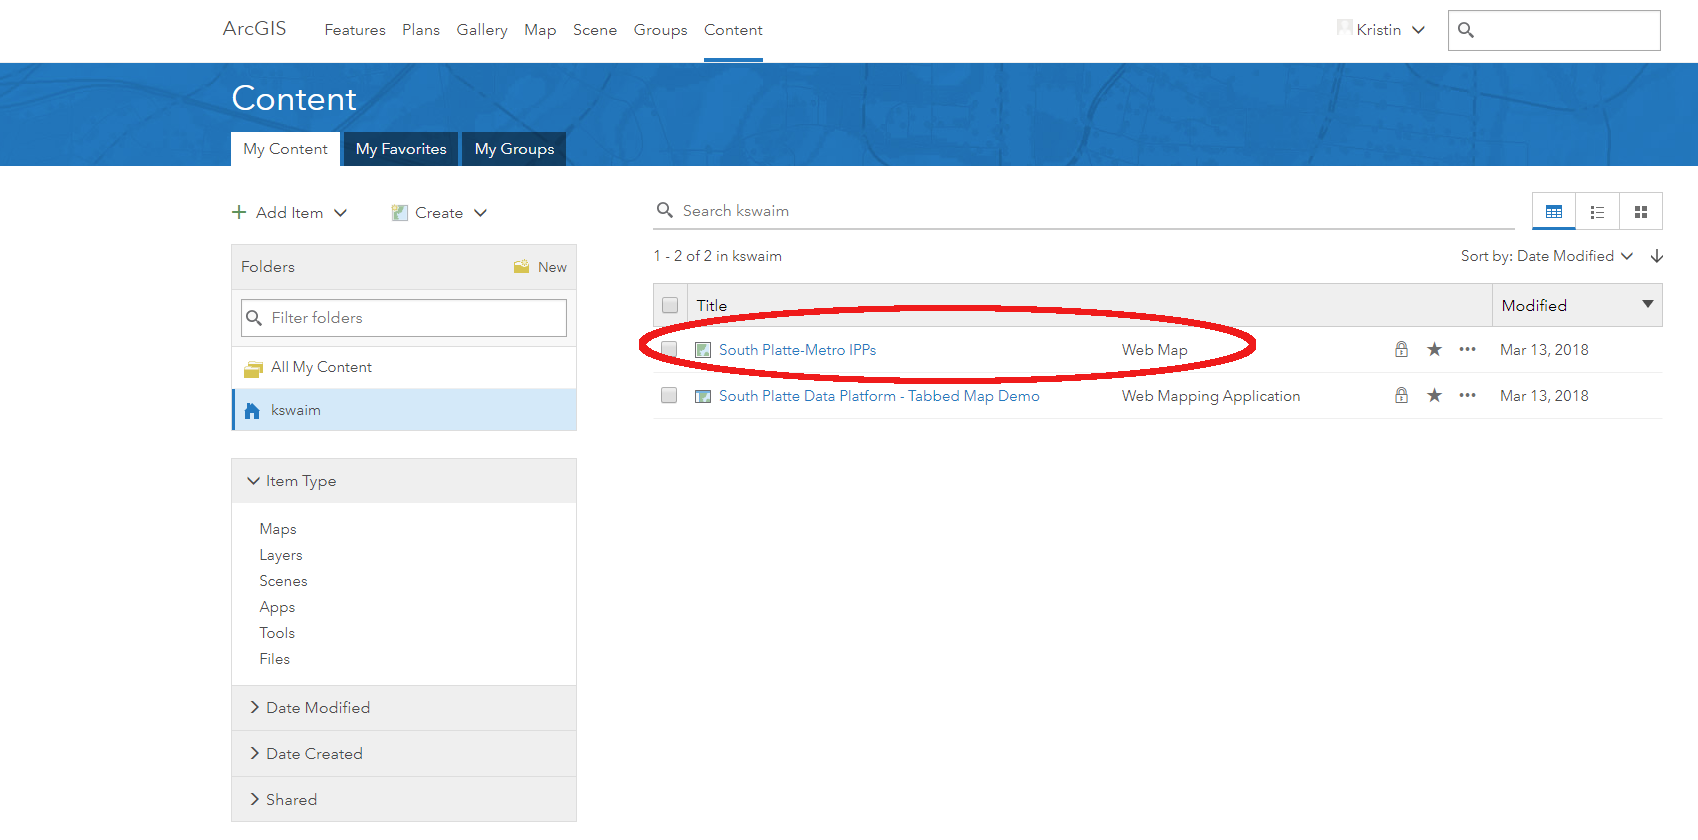 ArcGIS Features Plans Gallery Map Scene Groups Content Kristin
Content
My Content My Favorites My Groups
Add Item Create
Search kswaim
Folders New
1 - 2 of 2 in kswaim Sort by: Date Modified
Filter folders
Title Modified
All My Content
South Platte-Metro IPPs Web Map Mar 13, 2018
kswaim
South Platte Data Platform - Tabbed Map Demo Web Mapping Application Mar 13, 2018
Item Type
Maps
Layers
Scenes
Apps
Tools
Files
Date Modified
Date Created
Shared